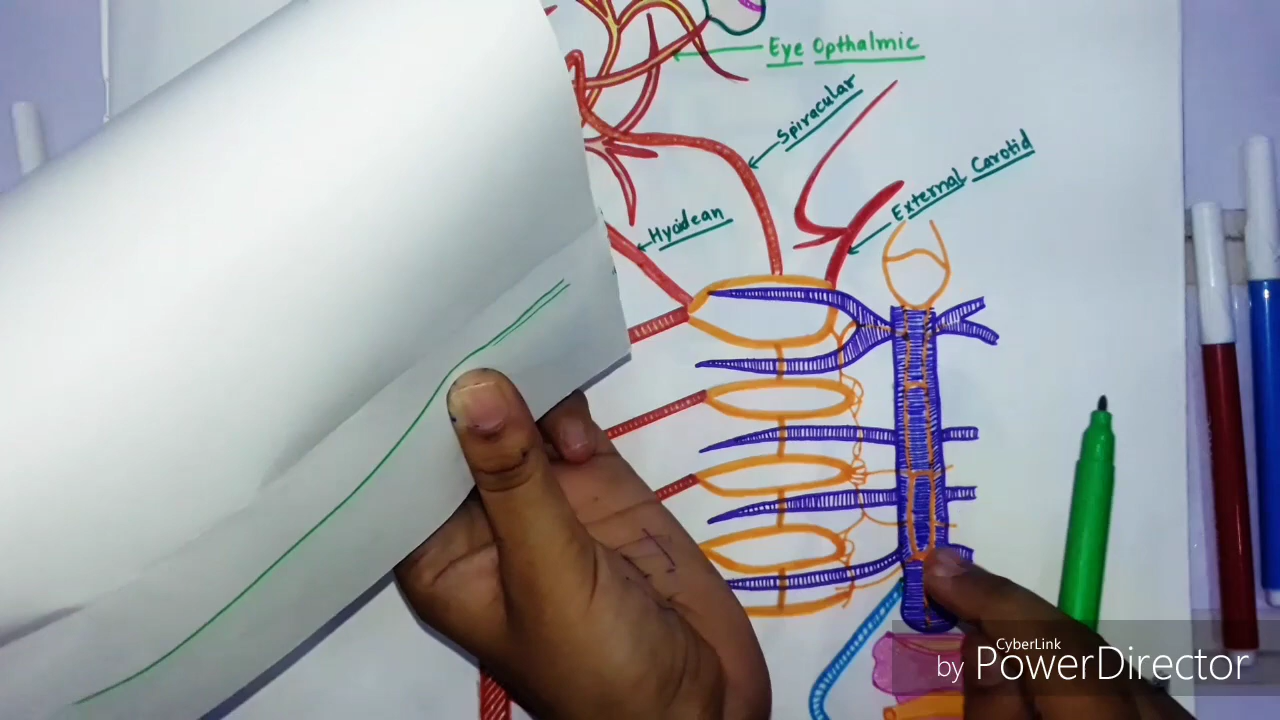 Eye Opthalmic
Spiracular
External Carotid
Hyoidean
CyberLink
by PowerDirector